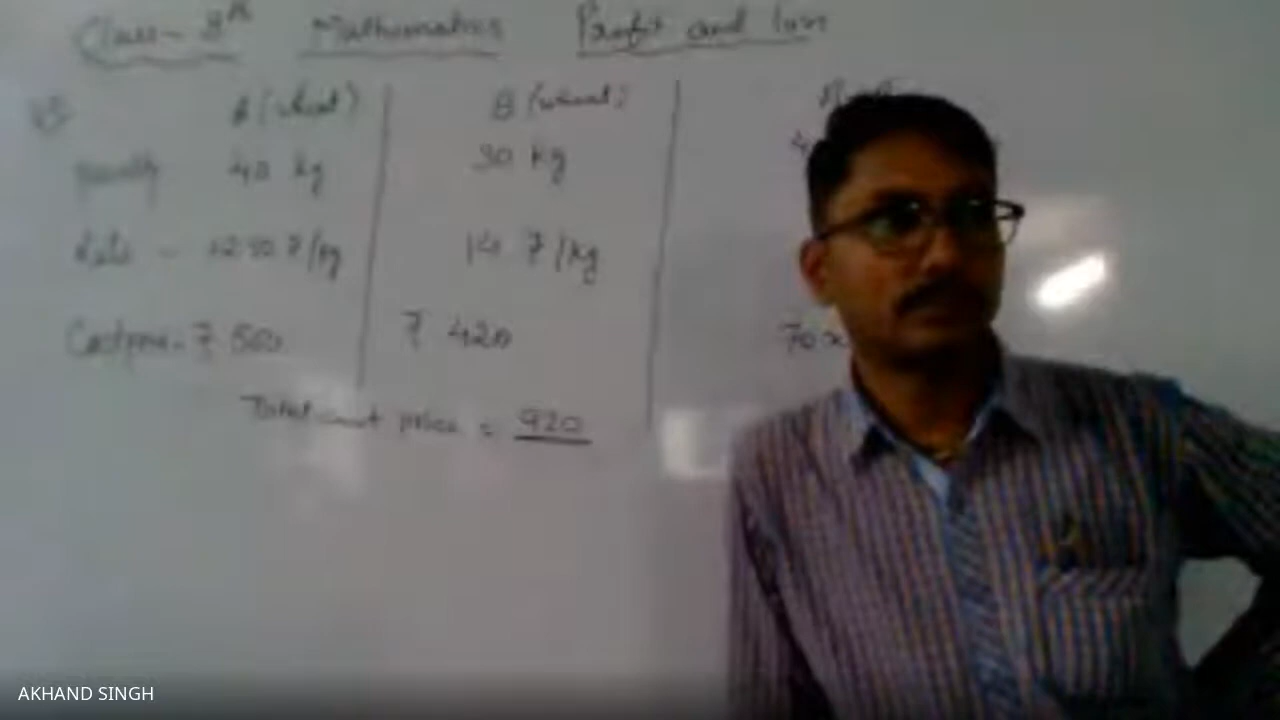 Class - 8th Mathematics Profit and loss
A (wheat) B (wheat)
40 kg 30 kg
Rate - 12.50 ₹/kg 14 ₹/kg
Cost price - ₹ 500 ₹ 420 70x
Total cost price = 920
AKHAND SINGH